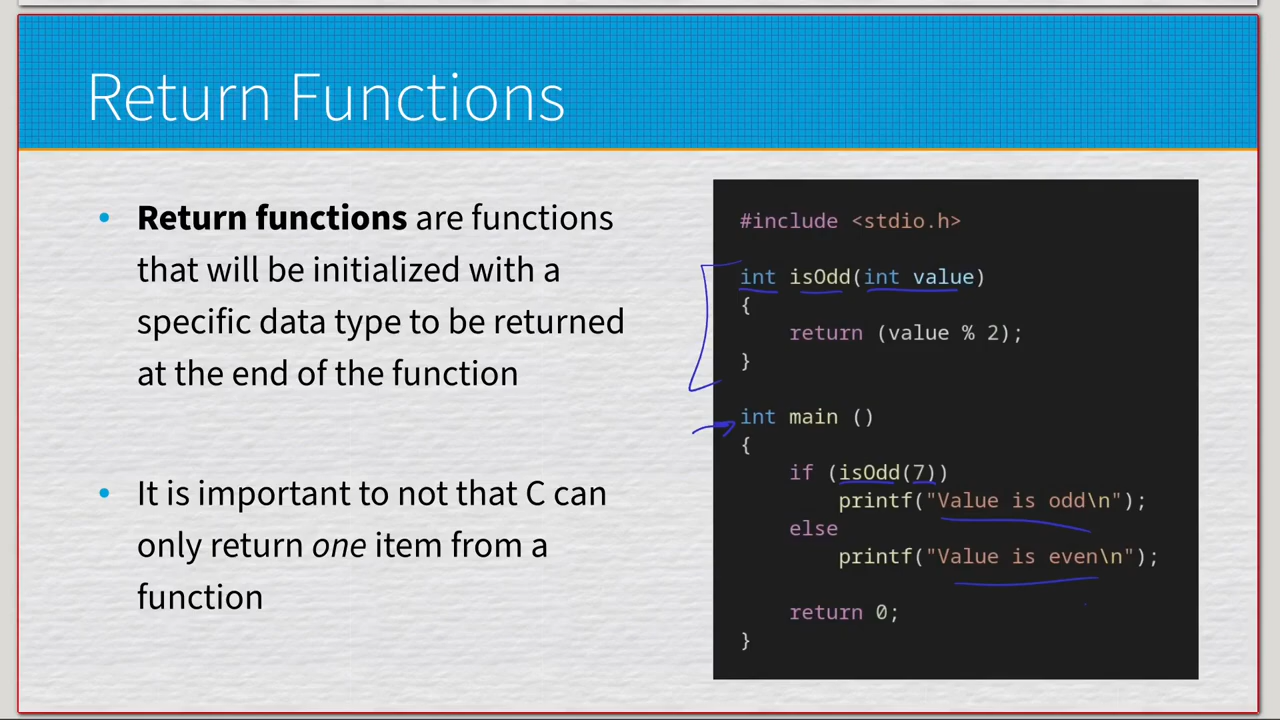 Return Functions
• Return functions are functions
that will be initialized with a
specific data type to be returned
at the end of the function
• It is important to not that C can
only return one item from a
function
#include <stdio.h>
int isOdd(int value)
{
    return (value % 2);
}
int main ()
{
    if (isOdd(7))
        printf("Value is odd\n");
    else
        printf("Value is even\n");
    return 0;
}